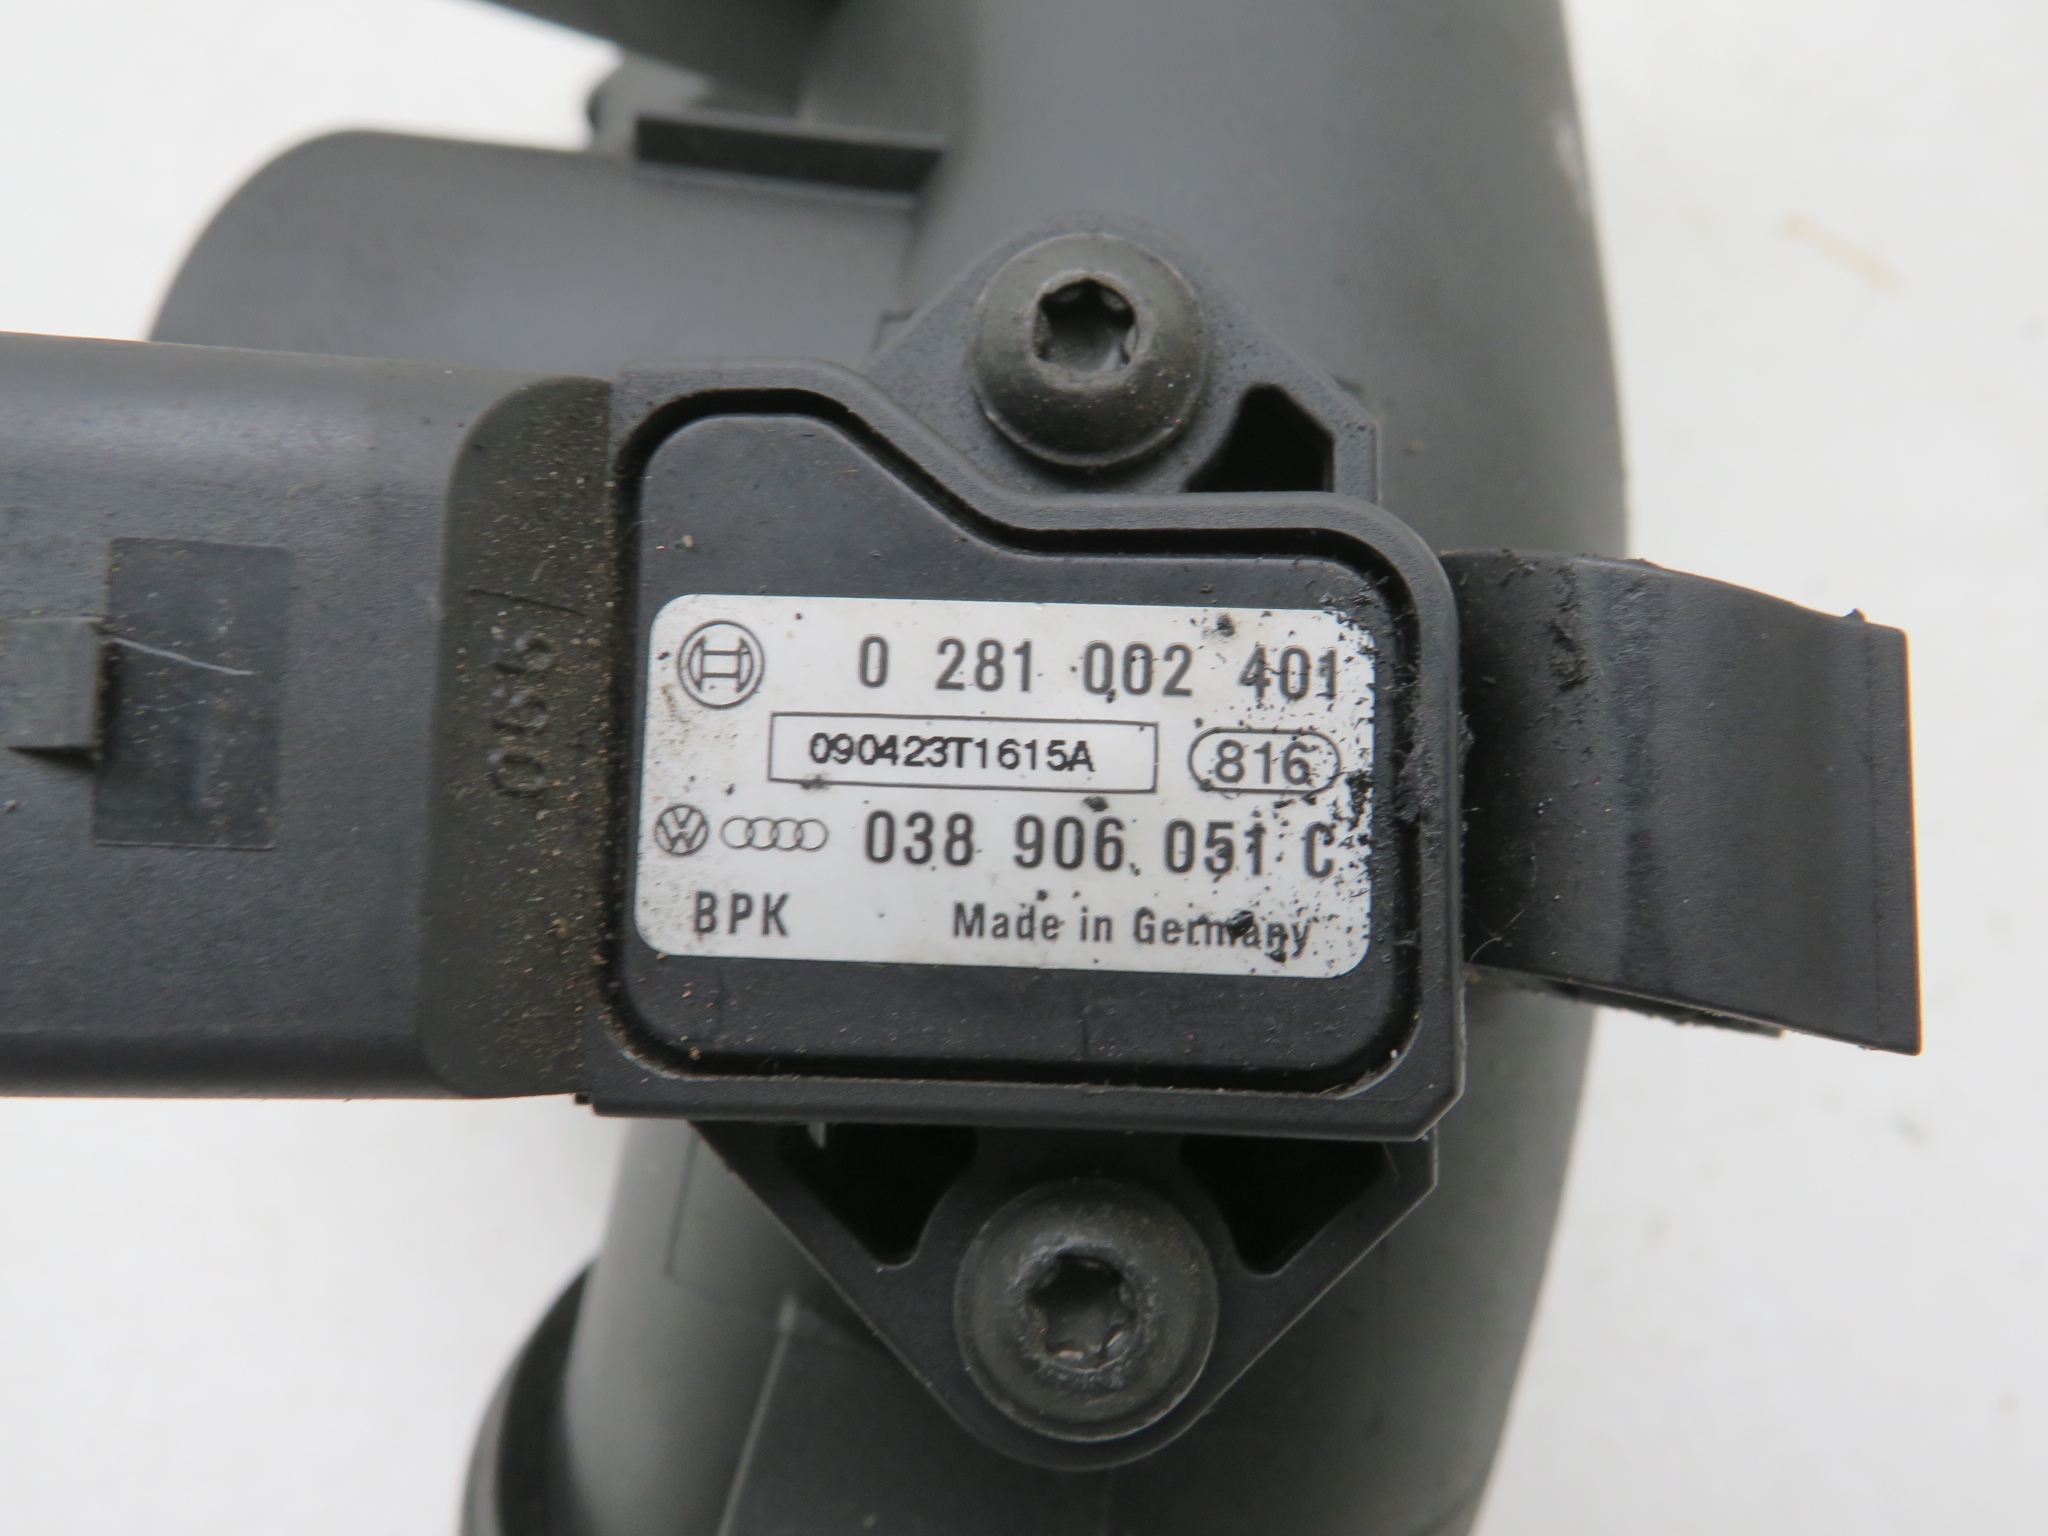 0 281 002 401
090423T1615A 816
038 906 051 C
BPK Made in Germany